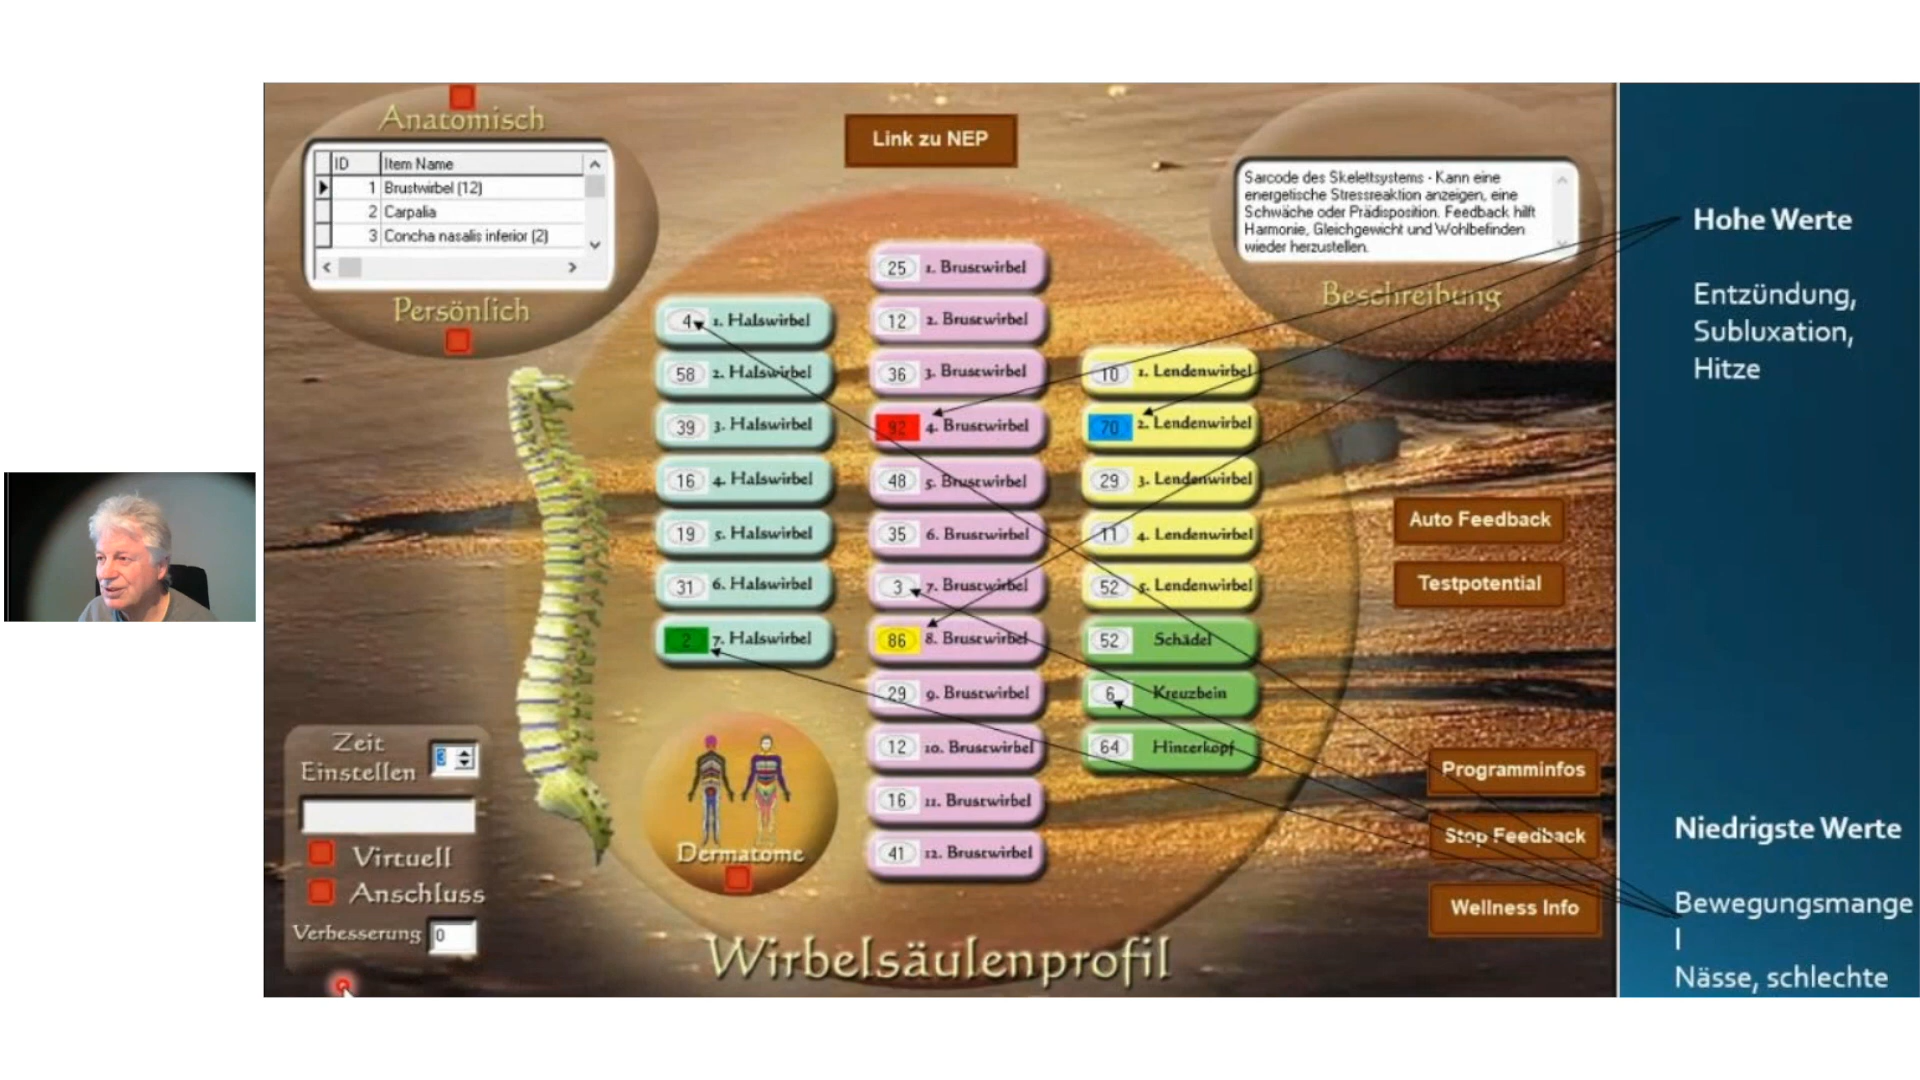 Anatomisch
ID Item Name
1 Brustwirbel (12)
2 Carpalia
3 Concha nasalis inferior (2)
Persönlich
Link zu NEP
Sarcode des Skelettsystems - Kann eine
energetische Stressreaktion anzeigen, eine
Schwäche oder Prädisposition. Feedback hilft
Harmonie, Gleichgewicht und Wohlbefinden
wieder herzustellen.
Beschreibung
4 1. Halswirbel
58 2. Halswirbel
39 3. Halswirbel
16 4. Halswirbel
19 5. Halswirbel
31 6. Halswirbel
2 7. Halswirbel
25 1. Brustwirbel
12 2. Brustwirbel
36 3. Brustwirbel
92 4. Brustwirbel
48 5. Brustwirbel
35 6. Brustwirbel
3 7. Brustwirbel
86 8. Brustwirbel
29 9. Brustwirbel
12 10. Brustwirbel
16 11. Brustwirbel
41 12. Brustwirbel
10 1. Lendenwirbel
70 2. Lendenwirbel
29 3. Lendenwirbel
11 4. Lendenwirbel
52 5. Lendenwirbel
52 Schädel
6 Kreuzbein
64 Hinterkopf
Dermatome
Zeit
Einstellen 3
Virtuell
Anschluss
Verbesserung 0
Wirbelsäulenprofil
Auto Feedback
Testpotential
Programminfos
Stop Feedback
Wellness Info
Hohe Werte
Entzündung,
Subluxation,
Hitze
Niedrigste Werte
Bewegungsmange
l
Nässe, schlechte